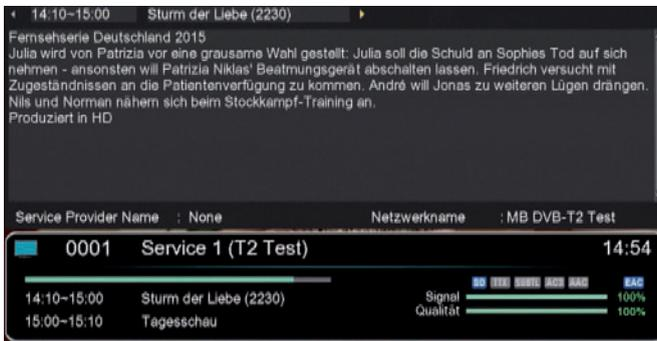 14:10~15:00 Sturm der Liebe (2230)
Fernsehserie Deutschland 2015
Julia wird von Patrizia vor eine grausame Wahl gestellt: Julia soll die Schuld an Sophies Tod auf sich
nehmen - ansonsten will Patrizia Niklas' Beatmungsgerät abschalten lassen. Friedrich versucht mit
Zugeständnissen an die Patientenverfügung zu kommen. André will Jonas zu weiteren Lügen drängen.
Nils und Norman nähern sich beim Stockkampf-Training an.
Produziert in HD
Service Provider Name : None Netzwerkname : MB DVB-T2 Test
0001 Service 1 (T2 Test) 14:54
SD TTX SUBTL AC3 AAC EAC
14:10~15:00 Sturm der Liebe (2230) Signal 100%
15:00~15:10 Tagesschau Qualität 100%